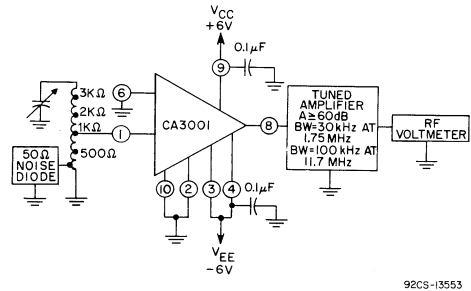 VCC
+6V
0.1µF
9
3KΩ
6
2KΩ
1KΩ
1
500Ω
CA3001
8
TUNED
AMPLIFIER
A≥60dB
BW=30kHz AT
1.75 MHz
BW=100kHz AT
11.7 MHz
RF
VOLTMETER
50Ω
NOISE
DIODE
10
2
3
4
0.1µF
VEE
-6V
92CS-13553